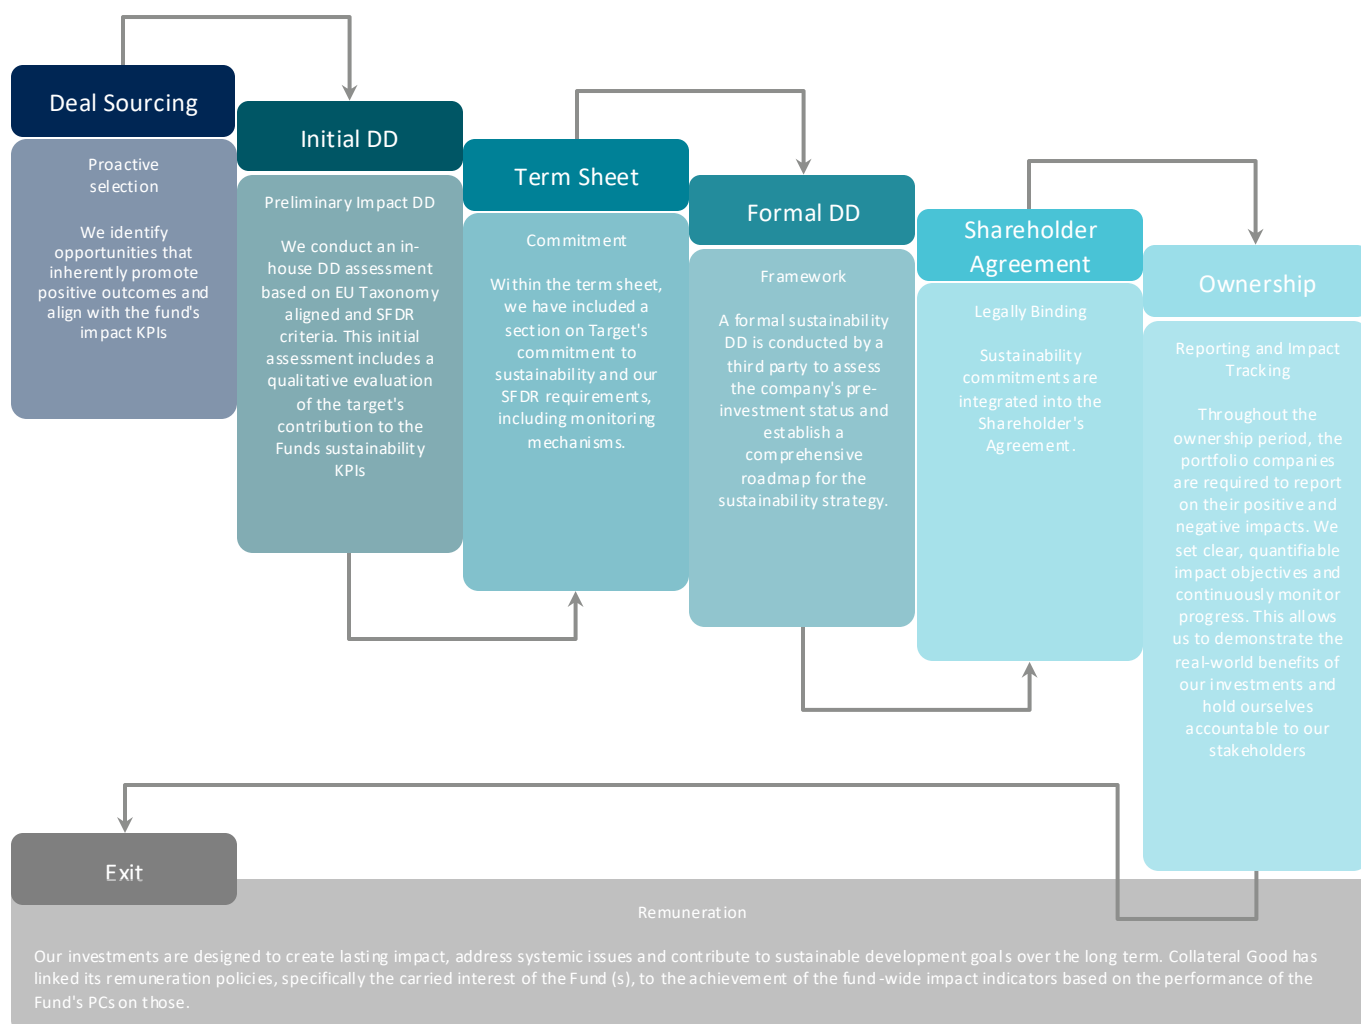 Deal Sourcing
Proactive
selection
We identify
opportunities that
inherently promote
positive outcomes and
align with the fund's
impact KPIs
Initial DD
Preliminary Impact DD
We conduct an in-
house DD assessment
based on EU Taxonomy
aligned and SFDR
criteria. This initial
assessment includes a
qualitative evaluation
of the target's
contribution to the
Funds sustainability
KPIs
Term Sheet
Commitment
Within the term sheet,
we have included a
section on Target's
commitment to
sustainability and our
SFDR requirements,
including monitoring
mechanisms.
Formal DD
Framework
A formal sustainability
DD is conducted by a
third party to assess
the company's pre-
investment status and
establish a
comprehensive
roadmap for the
sustainability strategy.
Shareholder
Agreement
Legally Binding
Sustainability
commitments are
integrated into the
Shareholder's
Agreement.
Ownership
Reporting and Impact
Tracking
Throughout the
ownership period, the
portfolio companies
are required to report
on their positive and
negative impacts. We
set clear, quantifiable
impact objectives and
continuously monitor
progress. This allows
us to demonstrate the
real-world benefits of
our investments and
hold ourselves
accountable to our
stakeholders
Exit
Remuneration
Our investments are designed to create lasting impact, address systemic issues and contribute to sustainable development goals over the long term. Collateral Good has
linked its remuneration policies, specifically the carried interest of the Fund (s), to the achievement of the fund -wide impact indicators based on the performance of the
Fund's PCs on those.